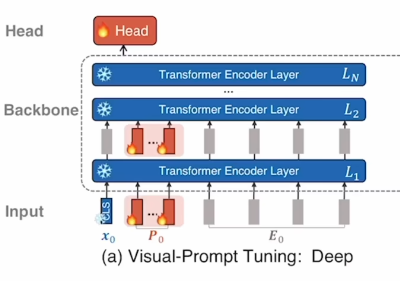 Head
Head
Transformer Encoder Layer L_N
...
Backbone
Transformer Encoder Layer L_2
...
Transformer Encoder Layer L_1
Input
CLS
...
x_0 P_0 E_0
(a) Visual-Prompt Tuning: Deep